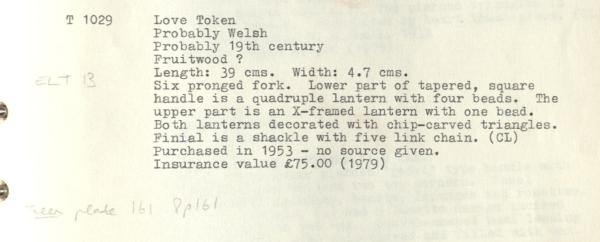 T 1029 Love Token
Probably Welsh
Probably 19th century
Fruitwood ?
Length: 39 cms. Width: 4.7 cms.
ELT 13
Six pronged fork. Lower part of tapered, square
handle is a quadruple lantern with four beads. The
upper part is an X-framed lantern with one bead.
Both lanterns decorated with chip-carved triangles.
Finial is a shackle with five link chain. (CL)
Purchased in 1953 - no source given.
Insurance value £75.00 (1979)
Treen plate 161 Pp161